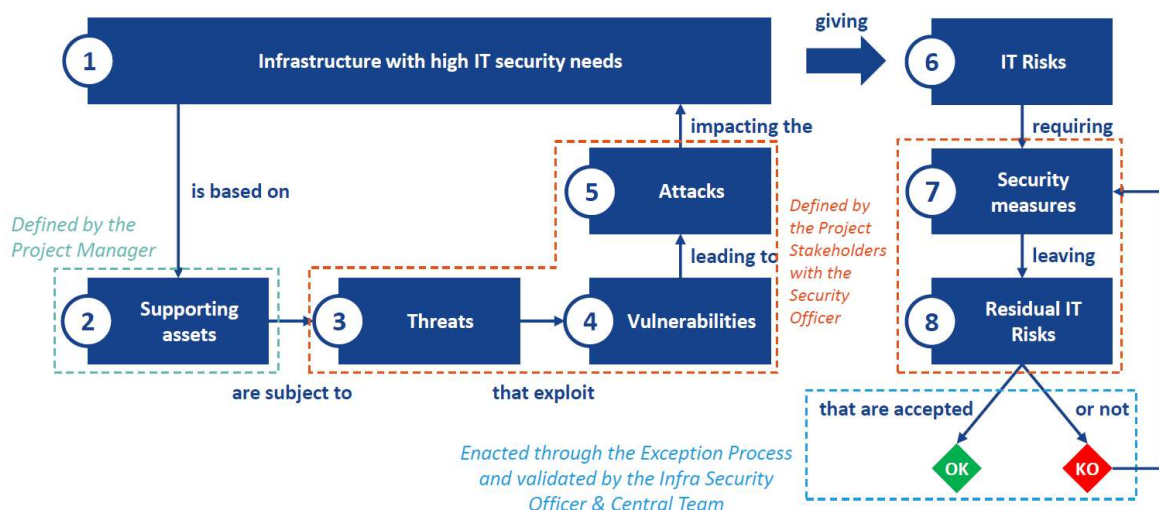 giving
1
Infrastructure with high IT security needs
6
IT Risks
impacting the
requiring
is based on
5
Attacks
7
Security
measures
Defined by the
Project Manager
Defined by
the Project
Stakeholders
with the
Security
Officer
leading to
leaving
2
Supporting
assets
3
Threats
4
Vulnerabilities
8
Residual IT
Risks
are subject to
that exploit
that are accepted
or not
Enacted through the Exception Process
and validated by the Infra Security
Officer & Central Team
OK
KO